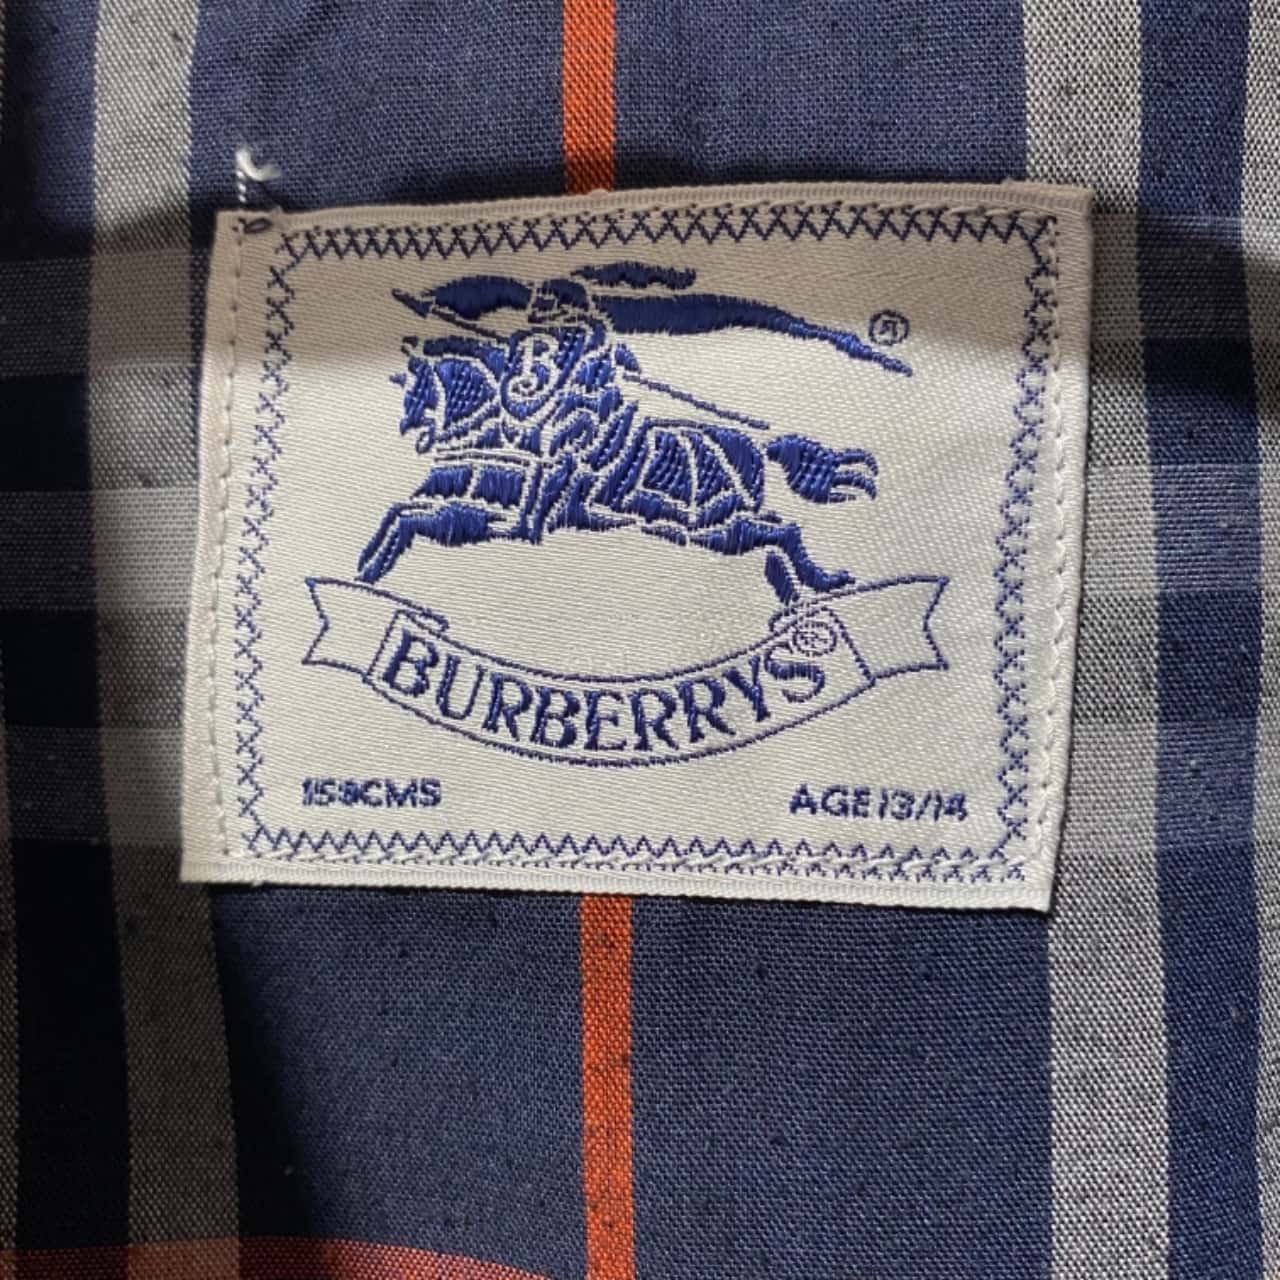 B
®
BURBERRYS®
158CMS
AGE 13/14